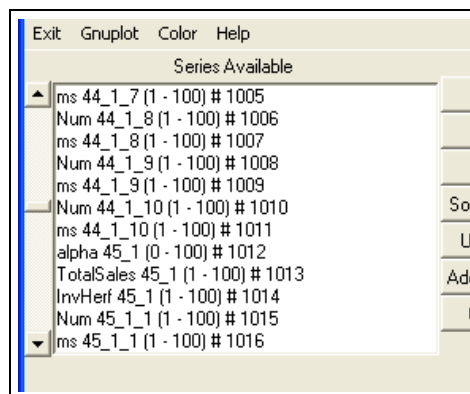 Exit Gnuplot Color Help
Series Available
ms 44_1_7 (1 - 100) # 1005
Num 44_1_8 (1 - 100) # 1006
ms 44_1_8 (1 - 100) # 1007
Num 44_1_9 (1 - 100) # 1008
ms 44_1_9 (1 - 100) # 1009
Num 44_1_10 (1 - 100) # 1010
ms 44_1_10 (1 - 100) # 1011
alpha 45_1 (0 - 100) # 1012
TotalSales 45_1 (1 - 100) # 1013
InvHerf 45_1 (1 - 100) # 1014
Num 45_1_1 (1 - 100) # 1015
ms 45_1_1 (1 - 100) # 1016